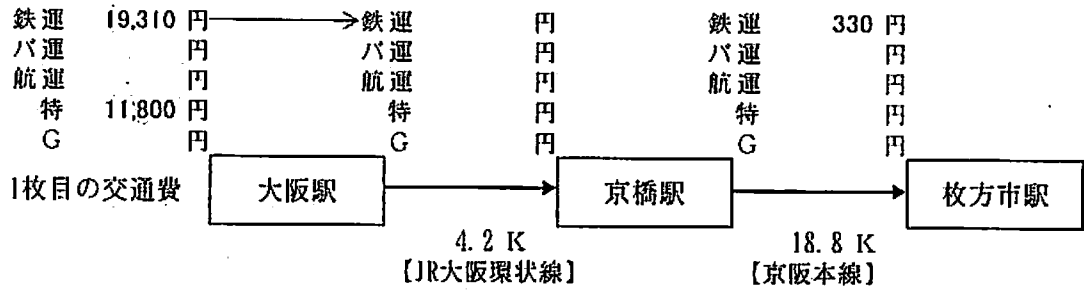 鉄運 19,310 円 鉄運 円 鉄運 330 円
バ運 円 バ運 円 バ運 円
航運 円 航運 円 航運 円
特 11,800 円 特 円 特 円
G 円 G 円 G 円
1枚目の交通費 大阪駅 京橋駅 枚方市駅
4.2 K 18.8 K
【JR大阪環状線】 【京阪本線】